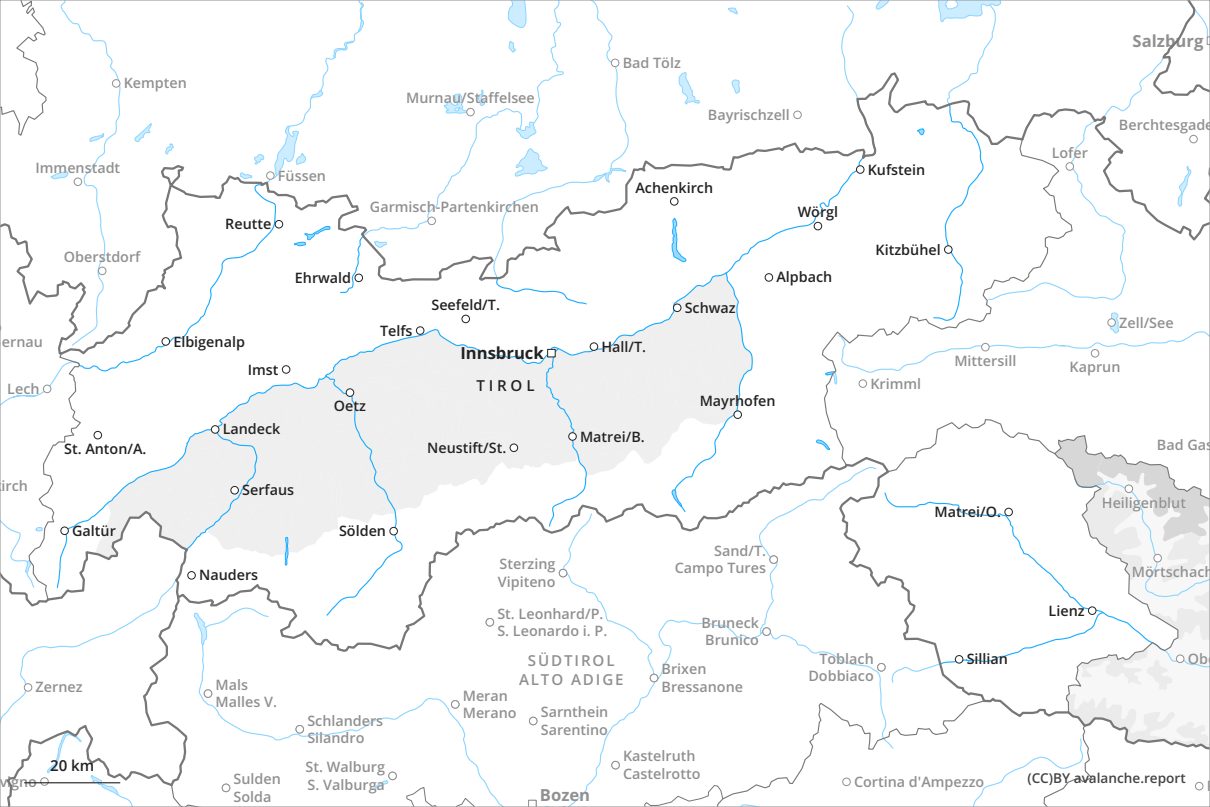 Salzburg
Bad Tölz
Kempten
Murnau/Staffelsee
Bayrischzell
Berchtesgade
Lofer
Immenstadt
Füssen
Kufstein
Achenkirch
Garmisch-Partenkirchen
Wörgl
Reutte
Kitzbühel
Oberstdorf
Ehrwald
Alpbach
Seefeld/T.
Schwaz
Zell/See
Telfs
Elbigenalp
ernau
Innsbruck
Hall/T.
Mittersill
Kaprun
Imst
TIROL
Krimml
Lech
Oetz
Mayrhofen
Landeck
Matrei/B.
St. Anton/A.
Neustift/St.
Bad Gas
irch
Serfaus
Heiligenblut
Matrei/O.
Galtür
Sölden
Sand/T.
Campo Tures
Sterzing
Vipiteno
Nauders
Mörtschach
St. Leonhard/P.
S. Leonardo i. P.
Lienz
Bruneck
Brunico
SÜDTIROL
ALTO ADIGE
Sillian
Toblach
Dobbiaco
Obe
Brixen
Bressanone
Zernez
Mals
Malles V.
Meran
Merano
Sarnthein
Sarentino
Schlanders
Silandro
Kastelruth
Castelrotto
20 km
St. Walburg
S. Valburga
vigno
Sulden
Solda
Cortina d'Ampezzo
(CC)BY avalanche.report
Bozen